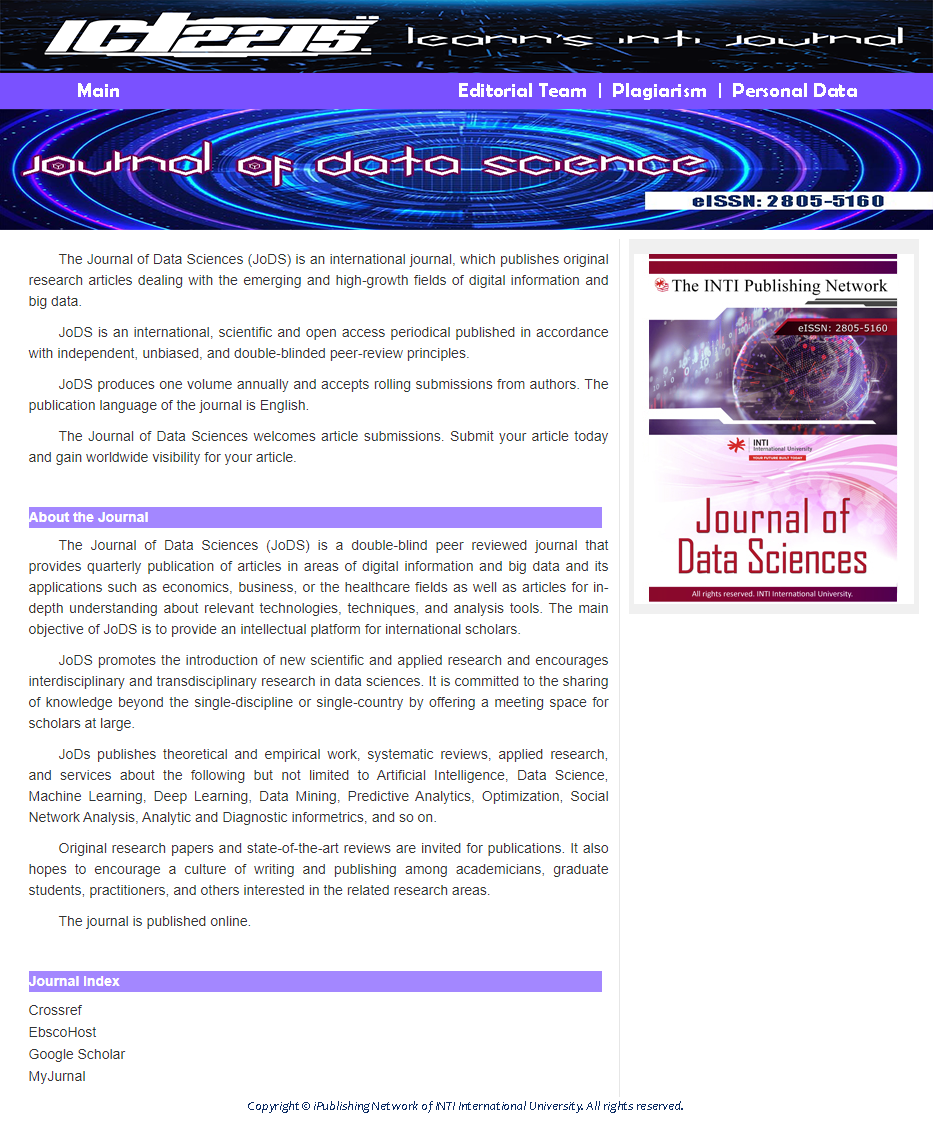 ICT2215 Leann's INTI Journal
Main Editorial Team | Plagiarism | Personal Data
Journal of Data Science
eISSN: 2805-5160
The Journal of Data Sciences (JoDS) is an international journal, which publishes original
research articles dealing with the emerging and high-growth fields of digital information and
big data.
JoDS is an international, scientific and open access periodical published in accordance
with independent, unbiased, and double-blinded peer-review principles.
JoDS produces one volume annually and accepts rolling submissions from authors. The
publication language of the journal is English.
The Journal of Data Sciences welcomes article submissions. Submit your article today
and gain worldwide visibility for your article.
About the Journal
The Journal of Data Sciences (JoDS) is a double-blind peer reviewed journal that
provides quarterly publication of articles in areas of digital information and big data and its
applications such as economics, business, or the healthcare fields as well as articles for in-
depth understanding about relevant technologies, techniques, and analysis tools. The main
objective of JoDS is to provide an intellectual platform for international scholars.
JoDS promotes the introduction of new scientific and applied research and encourages
interdisciplinary and transdisciplinary research in data sciences. It is committed to the sharing
of knowledge beyond the single-discipline or single-country by offering a meeting space for
scholars at large.
JoDs publishes theoretical and empirical work, systematic reviews, applied research,
and services about the following but not limited to Artificial Intelligence, Data Science,
Machine Learning, Deep Learning, Data Mining, Predictive Analytics, Optimization, Social
Network Analysis, Analytic and Diagnostic informetrics, and so on.
Original research papers and state-of-the-art reviews are invited for publications. It also
hopes to encourage a culture of writing and publishing among academicians, graduate
students, practitioners, and others interested in the related research areas.
The journal is published online.
Journal Index
Crossref
EbscoHost
Google Scholar
MyJurnal
The INTI Publishing Network
eISSN: 2805-5160
INTI
International University
YOUR FUTURE BUILT TODAY
Journal of
Data Sciences
All rights reserved. INTI International University.
Copyright © iPublishing Network of INTI International University. All rights reserved.